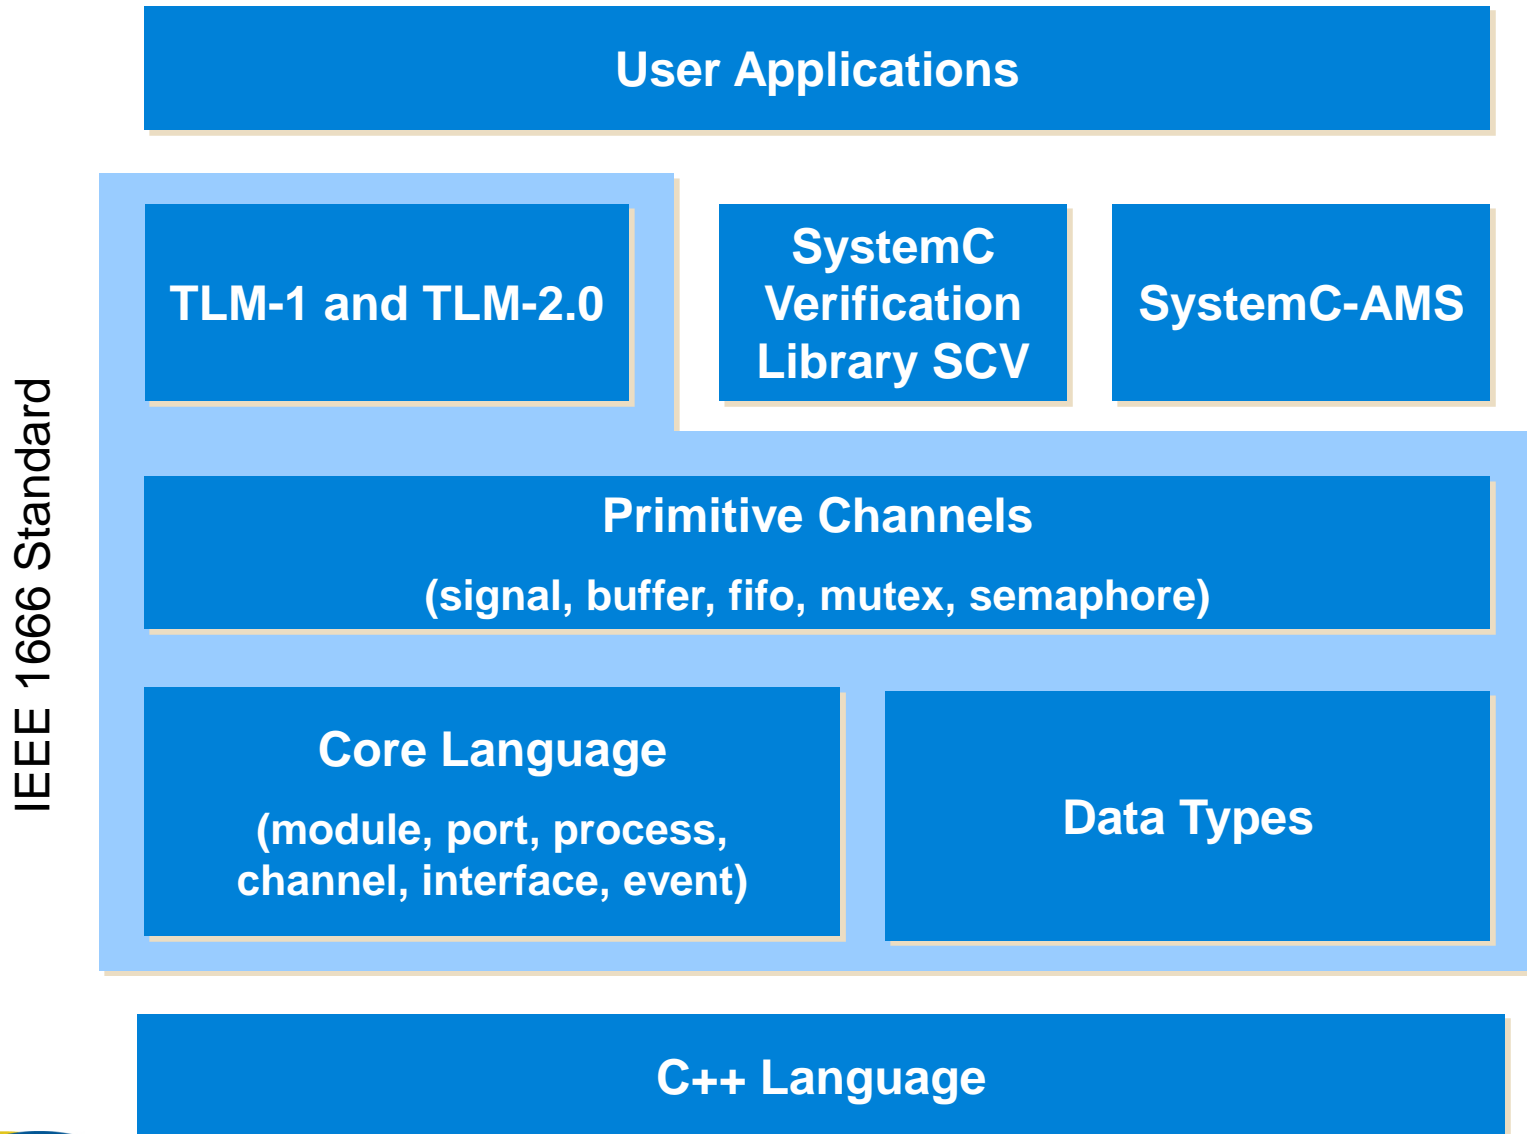 User Applications
TLM-1 and TLM-2.0
SystemC
Verification
Library SCV
SystemC-AMS
IEEE 1666 Standard
Primitive Channels
(signal, buffer, fifo, mutex, semaphore)
Core Language
(module, port, process,
channel, interface, event)
Data Types
C++ Language